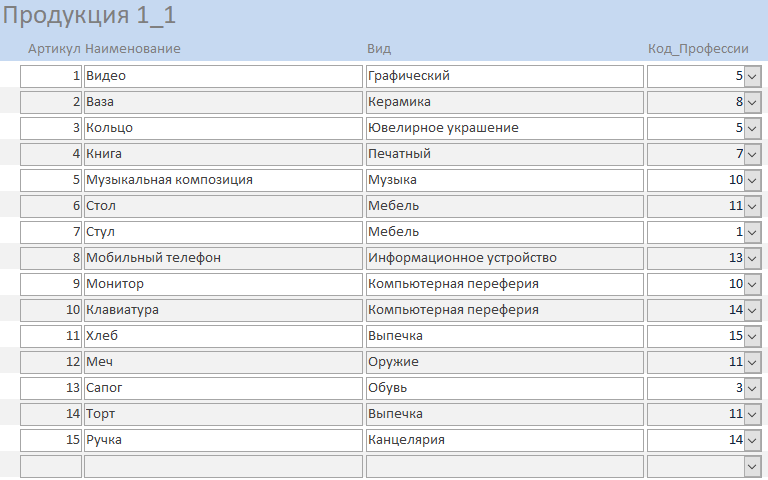 Продукция 1_1
Артикул Наименование Вид Код_Профессии
1 Видео Графический 5
2 Ваза Керамика 8
3 Кольцо Ювелирное украшение 5
4 Книга Печатный 7
5 Музыкальная композиция Музыка 10
6 Стол Мебель 11
7 Стул Мебель 1
8 Мобильный телефон Информационное устройство 13
9 Монитор Компьютерная переферия 10
10 Клавиатура Компьютерная переферия 14
11 Хлеб Выпечка 15
12 Меч Оружие 11
13 Сапог Обувь 3
14 Торт Выпечка 11
15 Ручка Канцелярия 14